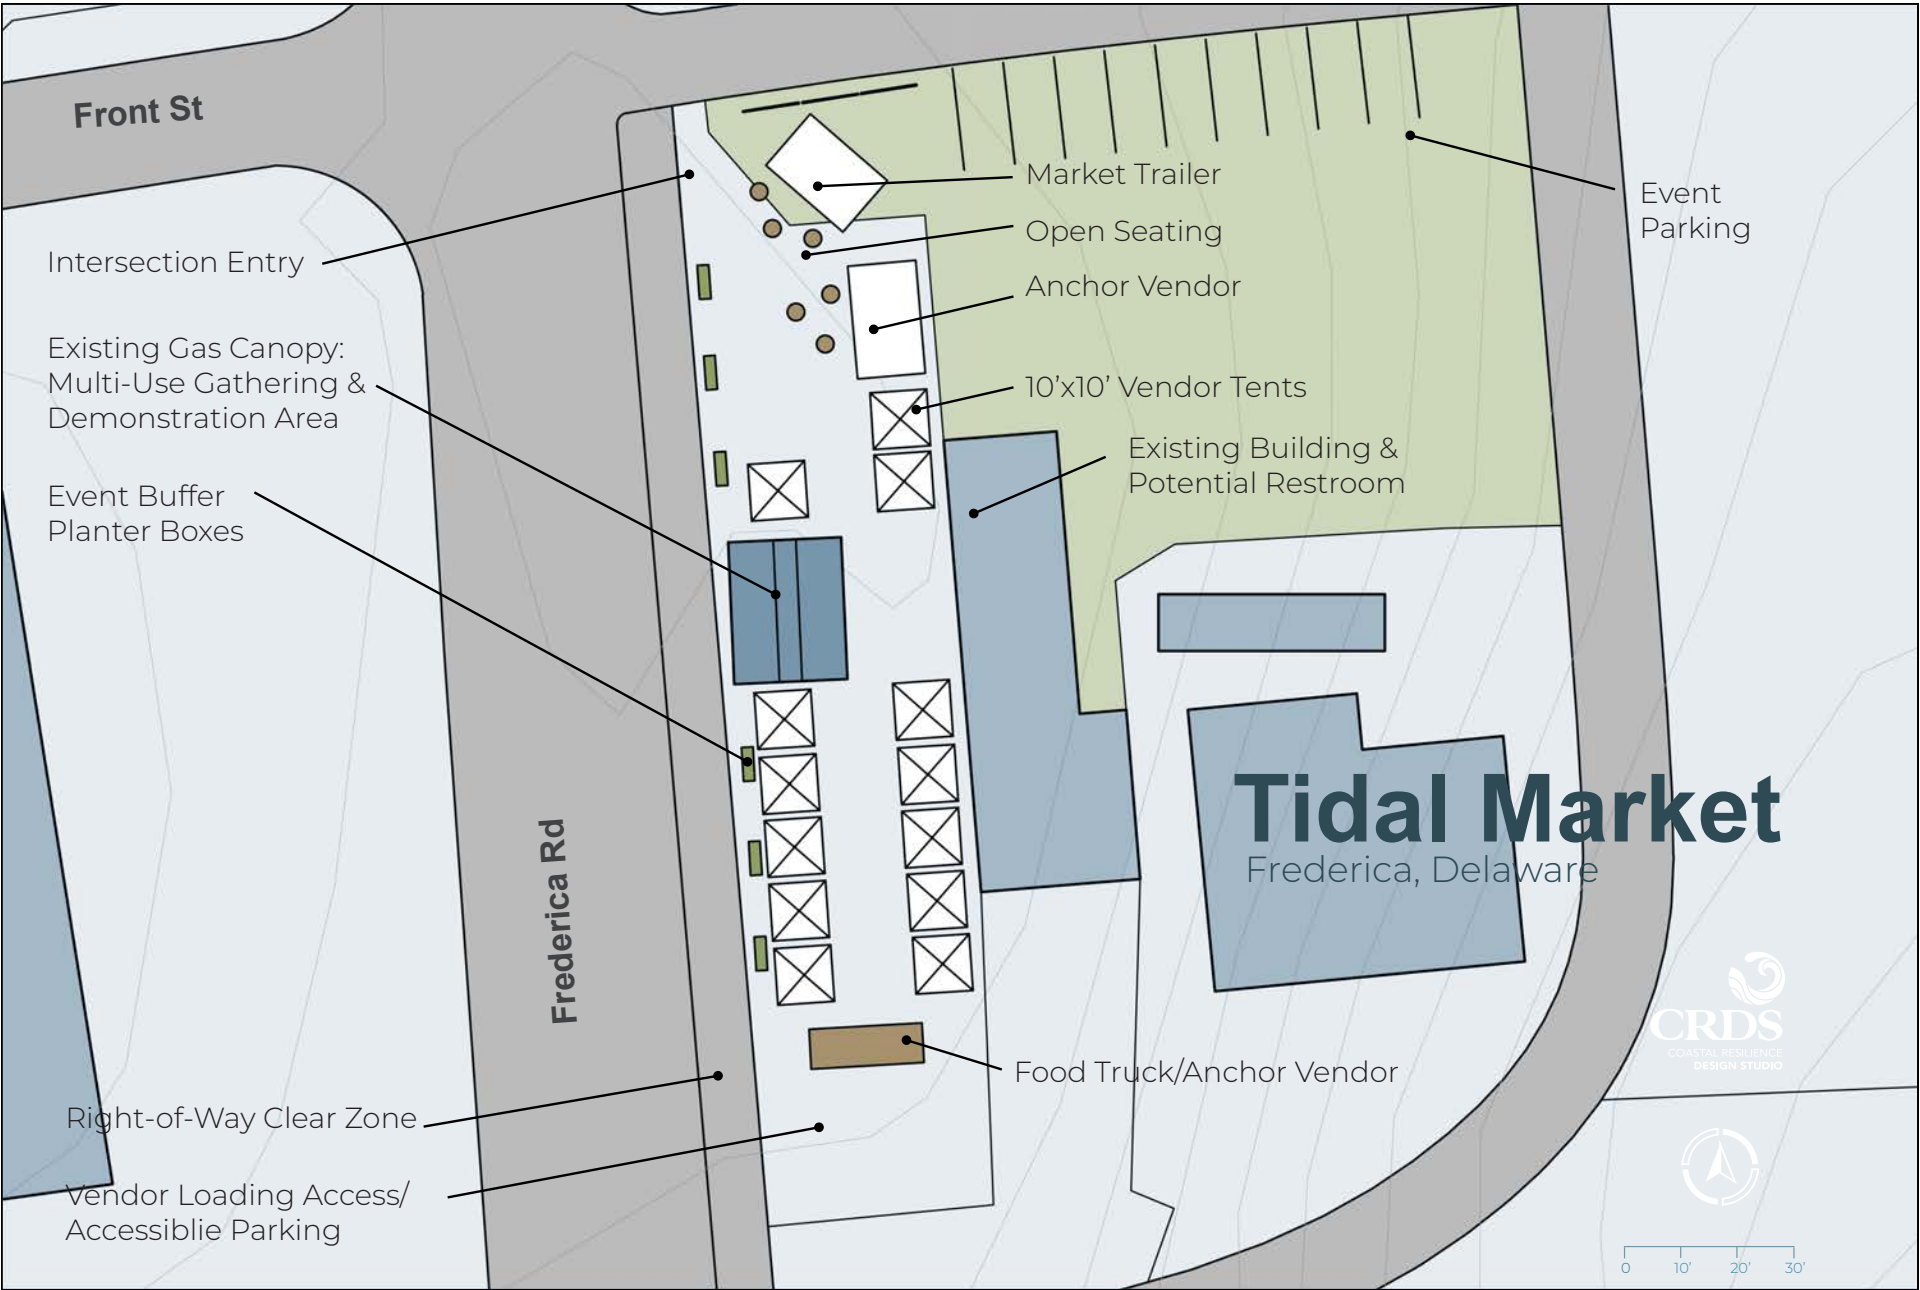 Front St
Intersection Entry
Existing Gas Canopy:
Multi-Use Gathering &
Demonstration Area
Event Buffer
Planter Boxes
Market Trailer
Open Seating
Anchor Vendor
10'x10' Vendor Tents
Existing Building &
Potential Restroom
Event
Parking
Frederica Rd
Tidal Market
Frederica, Delaware
CRDS
COASTAL RESILIENCE
DESIGN STUDIO
Food Truck/Anchor Vendor
Right-of-Way Clear Zone
Vendor Loading Access/
Accessiblie Parking
0 10' 20' 30'